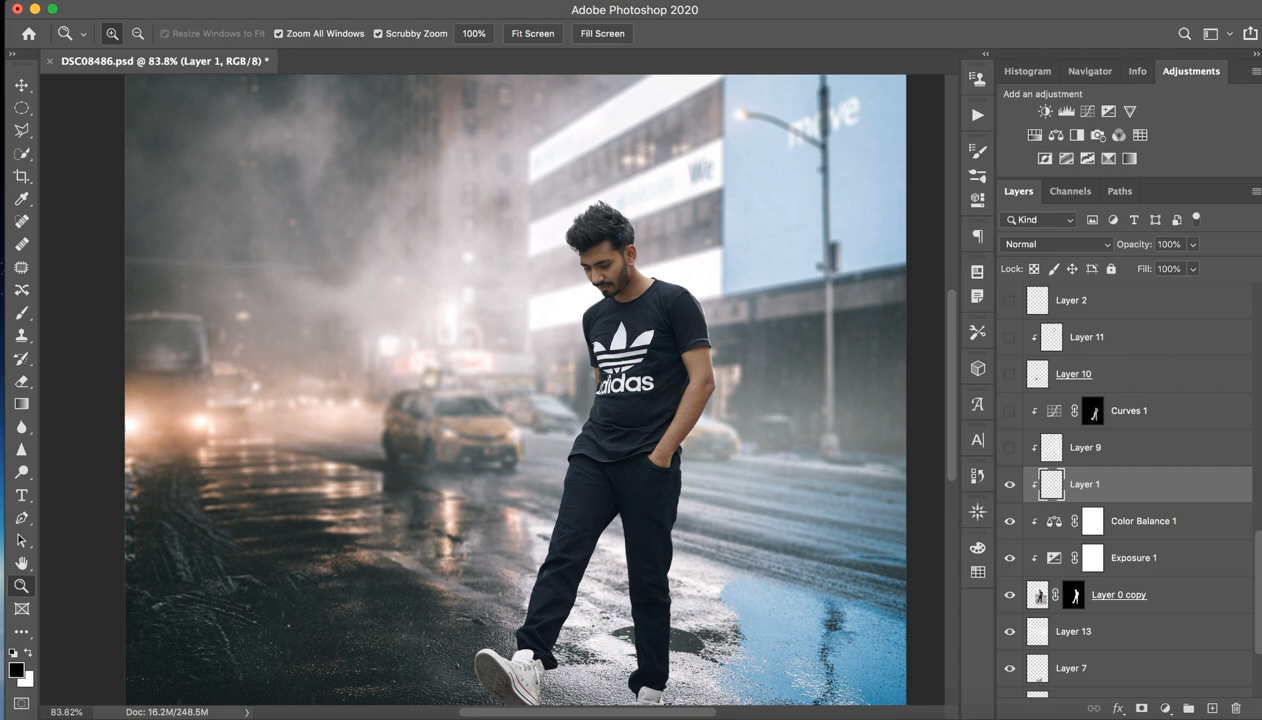 Adobe Photoshop 2020
Resize Windows to Fit Zoom All Windows Scrubby Zoom 100% Fit Screen Fill Screen
DSC08486.psd @ 83.8% (Layer 1, RGB/8) *
move
adidas
Histogram Navigator Info Adjustments
Add an adjustment
Layers Channels Paths
Kind
Normal Opacity: 100%
Lock: Fill: 100%
Layer 2
Layer 11
Layer 10
Curves 1
Layer 9
Layer 1
Color Balance 1
Exposure 1
Layer 0 copy
Layer 13
Layer 7
83.82% Doc: 16.2M/248.5M